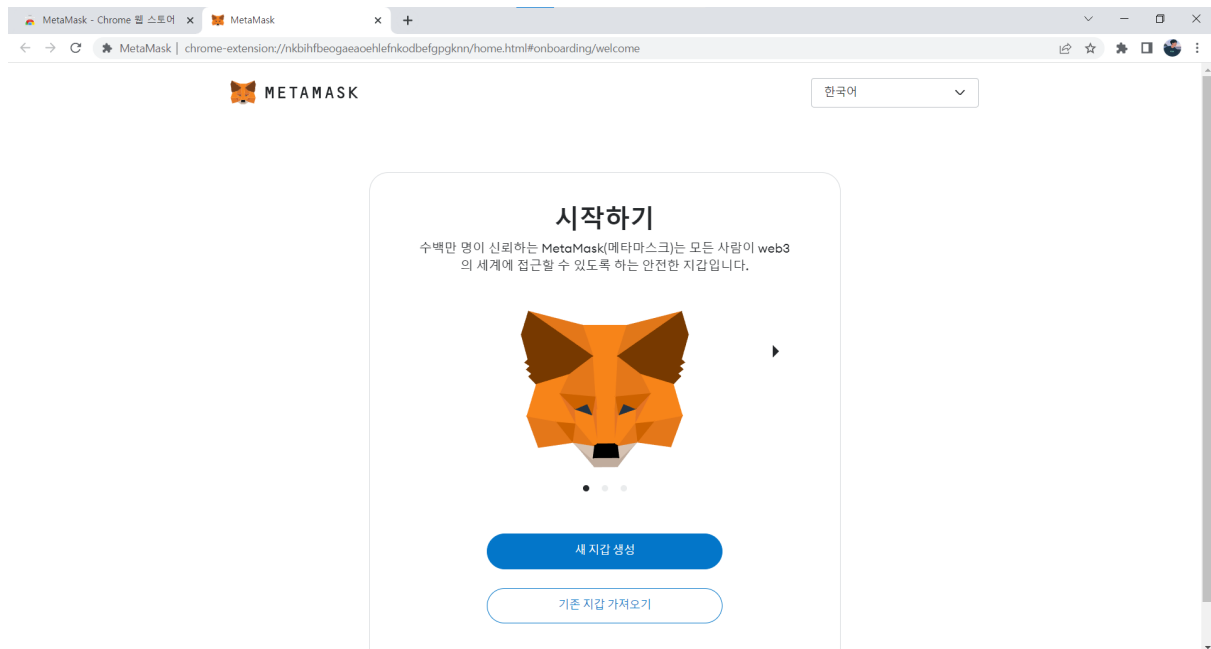 MetaMask - Chrome 웹 스토어
MetaMask
MetaMask | chrome-extension://nkbihfbeogaeaoehlefnkodbefgpgknn/home.html#onboarding/welcome
METAMASK
한국어
시작하기
수백만 명이 신뢰하는 MetaMask(메타마스크)는 모든 사람이 web3
의 세계에 접근할 수 있도록 하는 안전한 지갑입니다.
새 지갑 생성
기존 지갑 가져오기